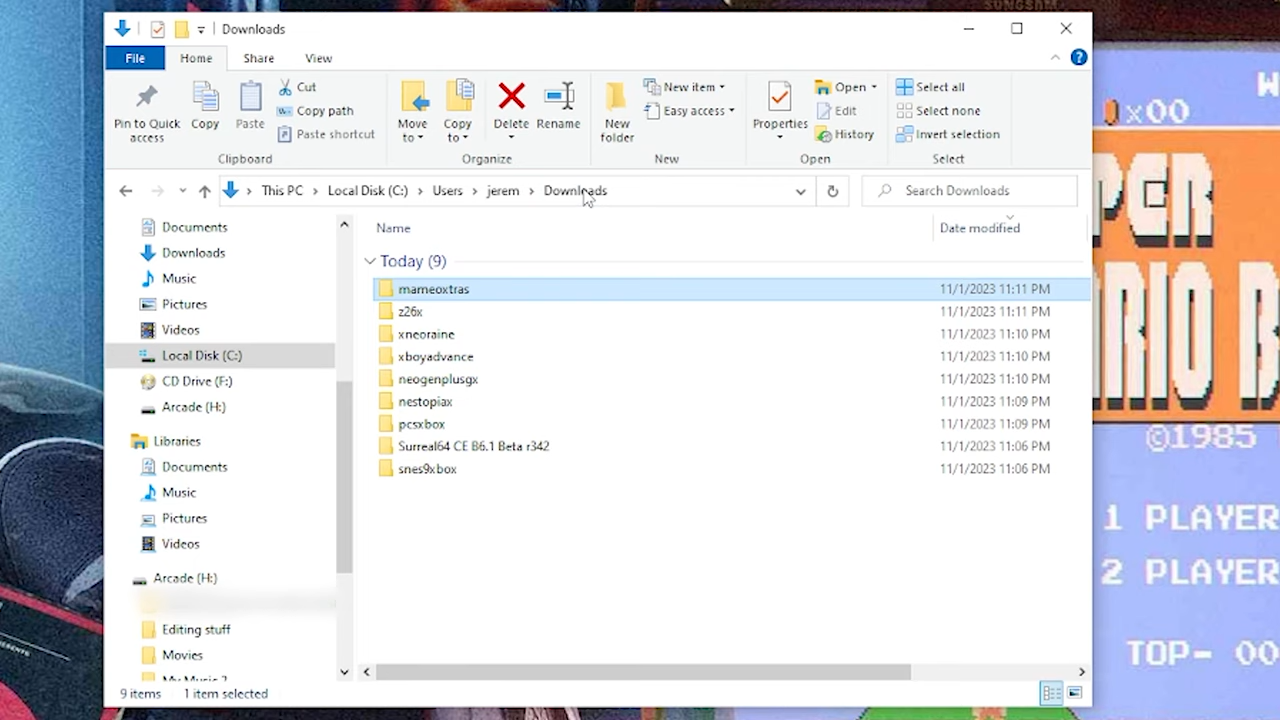 Downloads
File Home Share View
Pin to Quick access
Copy
Paste
Cut
Copy path
Paste shortcut
Clipboard
Move to
Copy to
Delete
Rename
Organize
New folder
New item
Easy access
New
Properties
Open
Edit
History
Open
Select all
Select none
Invert selection
Select
This PC Local Disk (C:) Users jerem Downloads
Search Downloads
Documents
Downloads
Music
Pictures
Videos
Local Disk (C:)
CD Drive (F:)
Arcade (H:)
Libraries
Documents
Music
Pictures
Videos
Arcade (H:)
Editing stuff
Movies
My Music 2
Name Date modified
Today (9)
mameoxtras 11/1/2023 11:11 PM
z26x 11/1/2023 11:11 PM
xneoraine 11/1/2023 11:10 PM
xboyadvance 11/1/2023 11:10 PM
neogenplusgx 11/1/2023 11:10 PM
nestopiax 11/1/2023 11:09 PM
pcsxbox 11/1/2023 11:09 PM
Surreal64 CE B6.1 Beta r342 11/1/2023 11:06 PM
snes9xbox 11/1/2023 11:06 PM
9 items 1 item selected
W
0x00
PER
RIO B
©1985
1 PLAYER
2 PLAYER
TOP- 00